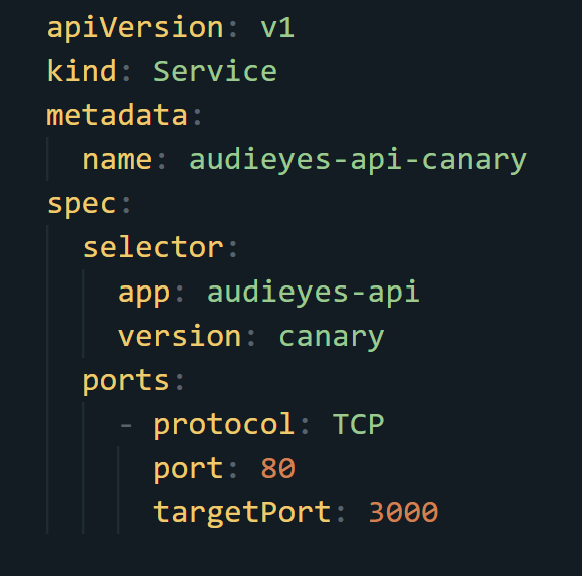 apiVersion: v1
kind: Service
metadata:
  name: audieyes-api-canary
spec:
  selector:
    app: audieyes-api
    version: canary
  ports:
    - protocol: TCP
      port: 80
      targetPort: 3000